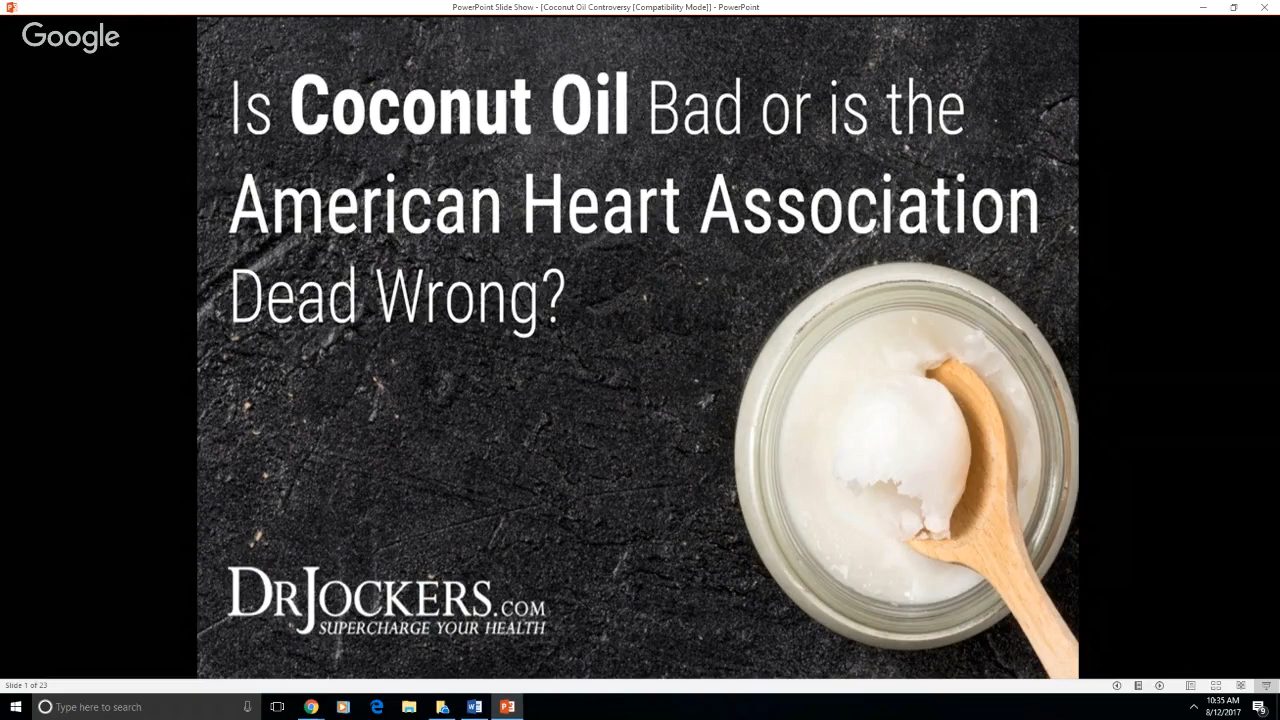 PowerPoint Slide Show - [Coconut Oil Controversy [Compatibility Mode]] - PowerPoint
Google
Is Coconut Oil Bad or is the
American Heart Association
Dead Wrong?
DRJOCKERS.COM
SUPERCHARGE YOUR HEALTH
Slide 1 of 23
Type here to search
10:35 AM
8/12/2017